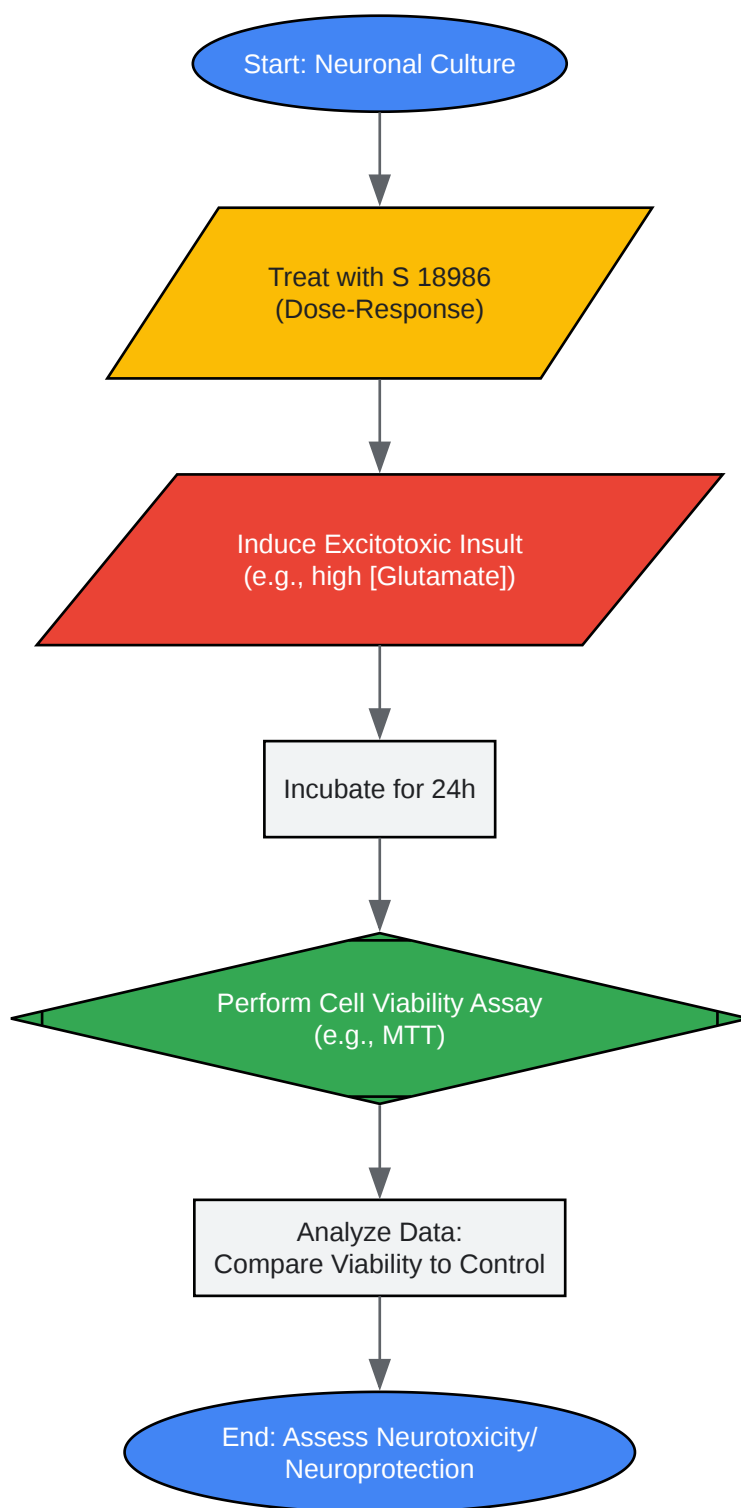 Start: Neuronal Culture
Treat with S 18986
(Dose-Response)
Induce Excitotoxic Insult
(e.g., high [Glutamate])
Incubate for 24h
Perform Cell Viability Assay
(e.g., MTT)
Analyze Data:
Compare Viability to Control
End: Assess Neurotoxicity/
Neuroprotection